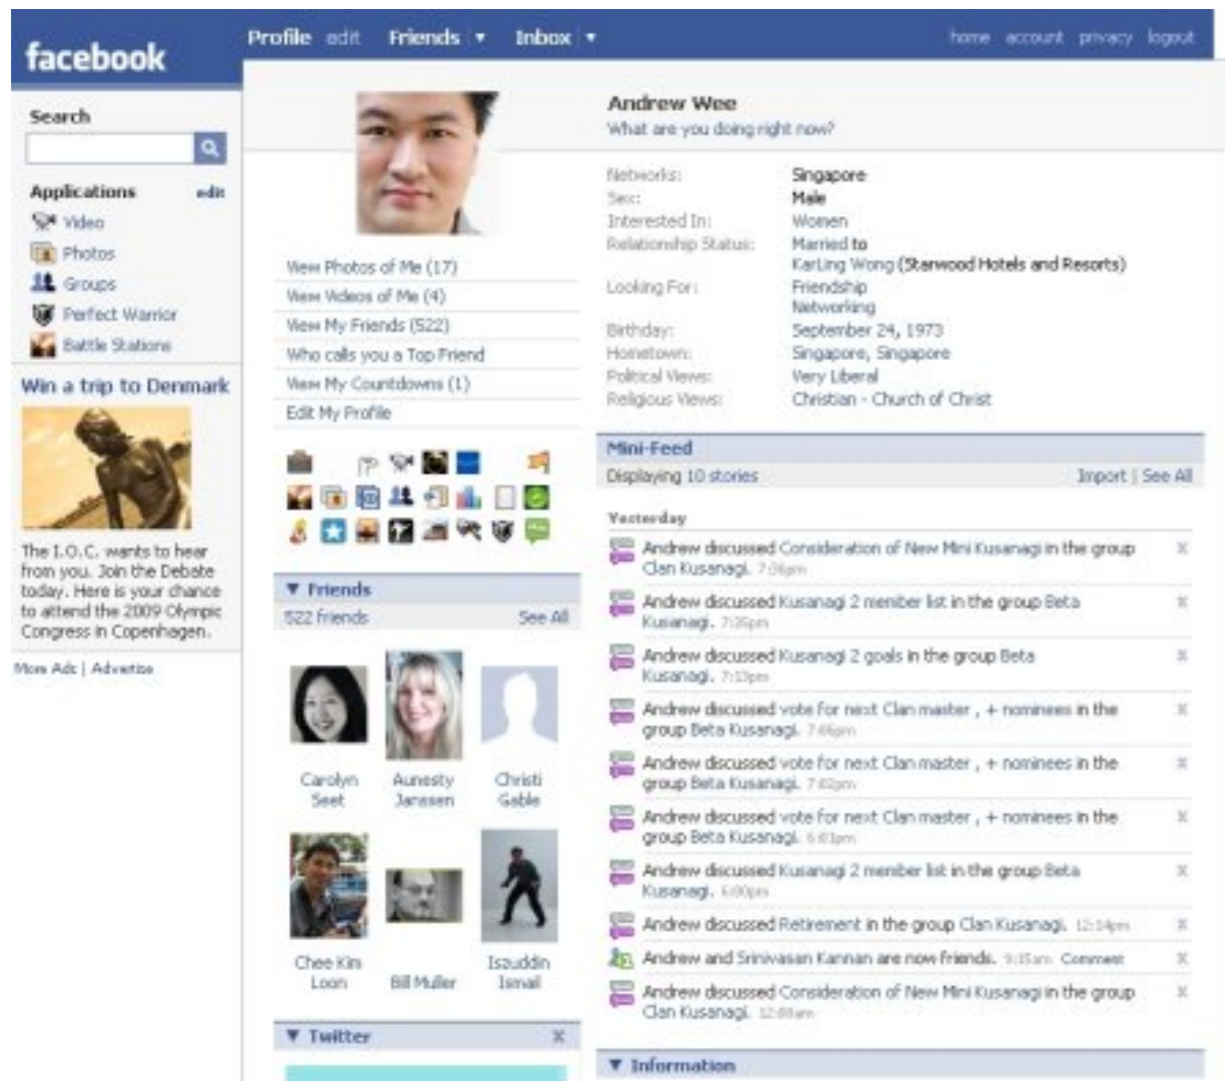 facebook
Profile edit Friends Inbox
home account privacy logout
Search
Applications edit
Video
Photos
Groups
Perfect Warrior
Battle Stations
Win a trip to Denmark
The I.O.C. wants to hear
from you. Join the Debate
today. Here is your chance
to attend the 2009 Olympic
Congress in Copenhagen.
More Ads | Advertise
View Photos of Me (17)
View Videos of Me (4)
View My Friends (522)
Who calls you a Top Friend
View My Countdowns (1)
Edit My Profile
Friends
522 friends See All
Carolyn
Seet
Aunesty
Janssen
Christi
Gable
Chee Kim
Loon
Bill Muller
Iszuddin
Ismail
Twitter
Andrew Wee
What are you doing right now?
Networks: Singapore
Sex: Male
Interested In: Women
Relationship Status: Married to
KarLing Wong (Starwood Hotels and Resorts)
Looking For: Friendship
Networking
Birthday: September 24, 1973
Hometown: Singapore, Singapore
Political Views: Very Liberal
Religious Views: Christian - Church of Christ
Mini-Feed
Displaying 10 stories Import | See All
Yesterday
Andrew discussed Consideration of New Mini Kusanagi in the group
Clan Kusanagi. 7:36pm
Andrew discussed Kusanagi 2 member list in the group Beta
Kusanagi. 7:35pm
Andrew discussed Kusanagi 2 goals in the group Beta
Kusanagi. 7:13pm
Andrew discussed vote for next Clan master , + nominees in the
group Beta Kusanagi. 7:06pm
Andrew discussed vote for next Clan master , + nominees in the
group Beta Kusanagi. 7:02pm
Andrew discussed vote for next Clan master , + nominees in the
group Beta Kusanagi.
Andrew discussed Kusanagi 2 member list in the group Beta
Kusanagi.
Andrew discussed Retirement in the group Clan Kusanagi.
Andrew and Srinivasan Kannan are now friends. 9:15am Comment
Andrew discussed Consideration of New Mini Kusanagi in the group
Clan Kusanagi.
Information